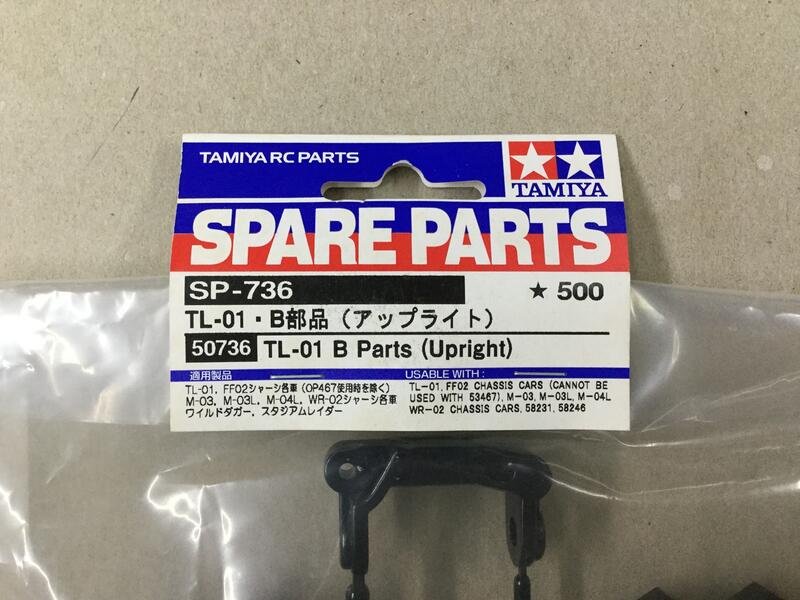 TAMIYA RC PARTS
TAMIYA
SPARE PARTS
SP-736
★ 500
TL-01・B部品（アップライト）
50736 TL-01 B Parts (Upright)
適用製品
TL-01, FF02シャーシ各車（OP467使用時を除く）
M-03, M-03L, M-04L, WR-02シャーシ各車
ワイルドダガー, スタジアムレイダー
USABLE WITH :
TL-01, FF02 CHASSIS CARS (CANNOT BE
USED WITH 53467), M-03, M-03L, M-04L
WR-02 CHASSIS CARS, 58231, 58246